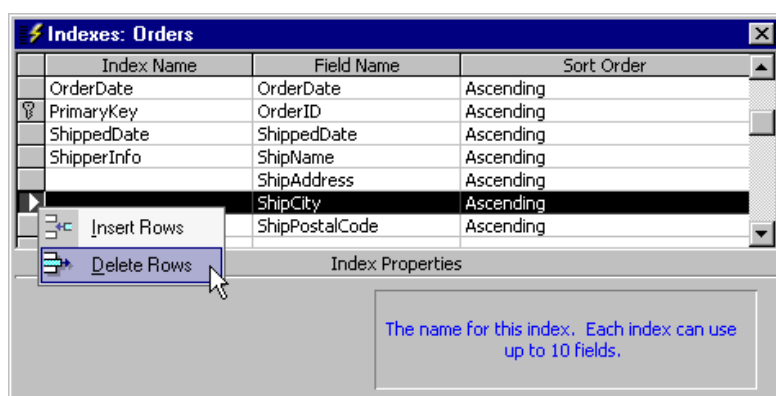 Indexes: Orders
Index Name Field Name Sort Order
OrderDate OrderDate Ascending
PrimaryKey OrderID Ascending
ShippedDate ShippedDate Ascending
ShipperInfo ShipName Ascending
ShipAddress Ascending
ShipCity Ascending
Insert Rows ShipPostalCode Ascending
Delete Rows Index Properties
The name for this index. Each index can use
up to 10 fields.